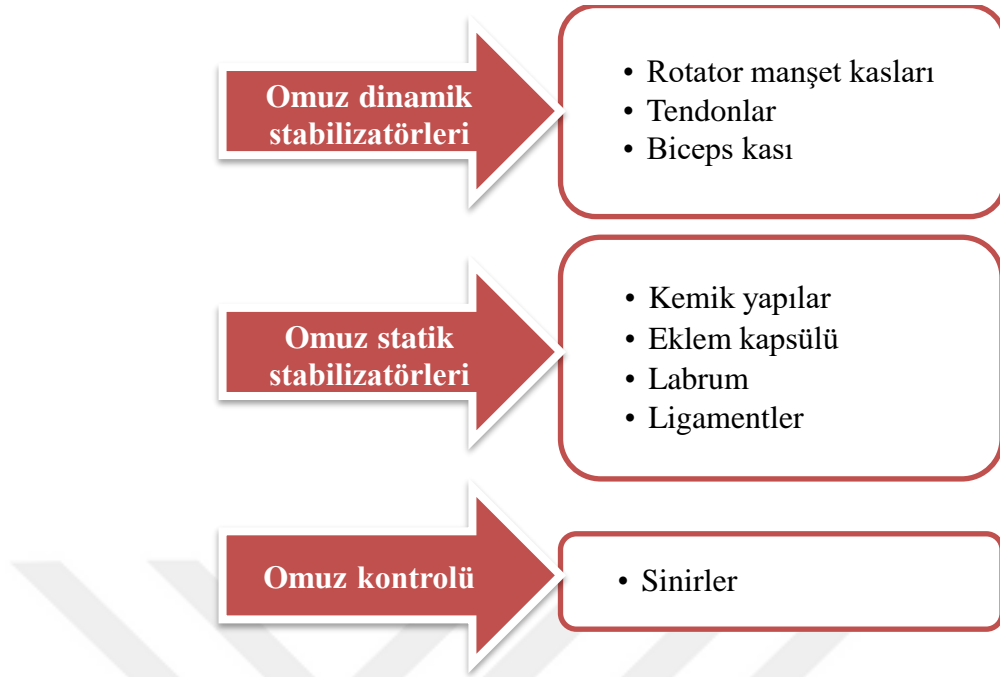 Omuz dinamik
stabilizatörleri
• Rotator manşet kasları
• Tendonlar
• Biceps kası
Omuz statik
stabilizatörleri
• Kemik yapılar
• Eklem kapsülü
• Labrum
• Ligamentler
Omuz kontrolü
• Sinirler